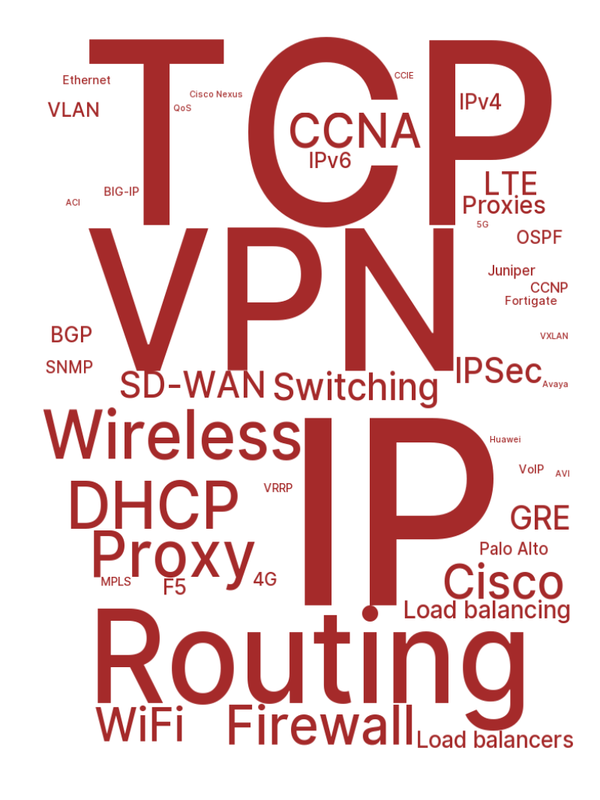 TCP
Ethernet
CCIE
Cisco Nexus
IPv4
VLAN
QoS
CCNA
IPv6
LTE
BIG-IP
ACI
Proxies
5G
VPN
OSPF
Juniper
CCNP
Fortigate
BGP
VXLAN
SNMP
IPSec
SD-WAN
Switching
Avaya
Wireless
IP
Huawei
VoIP
AVI
DHCP
VRRP
GRE
Proxy
Palo Alto
MPLS
F5
4G
Cisco
Load balancing
Routing
WiFi
Firewall
Load balancers